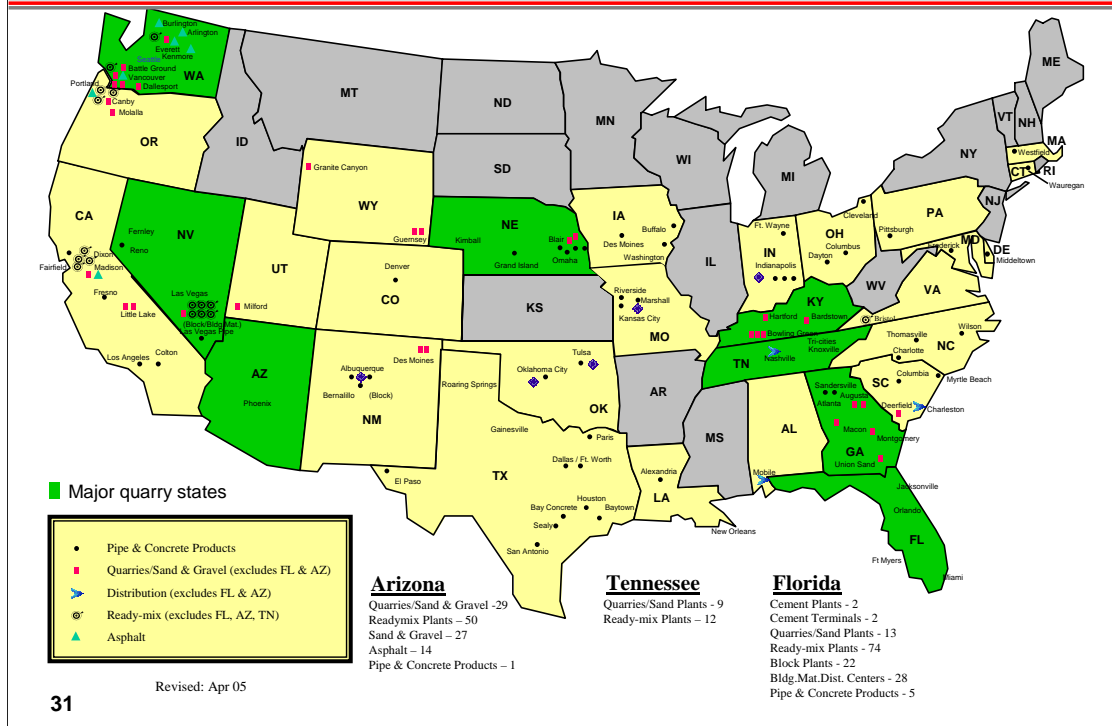 Burlington
Arlington
Everett
Kenmore
Seattle
Battle Ground
Vancouver
Dallesport
WA
Portland
Canby
Molalla
OR
ID
MT
ND
MN
SD
WI
MI
ME
VT
NH
NY
MA
Westfield
CT
RI
Wauregan
NJ
PA
Pittsburgh
Cleveland
OH
Columbus
Dayton
MD
Frederick
DE
Middeltown
WV
VA
Bristol
Granite Canyon
WY
Guernsey
NE
Kimball
Grand Island
Blair
Omaha
IA
Buffalo
Des Moines
Washington
IL
Ft. Wayne
IN
Indianapolis
CA
Fernley
NV
Reno
Dixon
Fairfield
Madison
Fresno
Little Lake
Las Vegas
(Block/Bldg Mat.)
Las Vegas Pipe
Los Angeles
Colton
UT
Milford
Denver
CO
KS
Riverside
Marshall
Kansas City
MO
KY
Hartford
Bardstown
Bowling Green
Tri-cities
Knoxville
TN
Nashville
Thomasville
Wilson
NC
Charlotte
SC
Columbia
Myrtle Beach
Deerfield
Charleston
AZ
Phoenix
Des Moines
Albuquerque
Bernalillo
(Block)
NM
Roaring Springs
Tulsa
Oklahoma City
OK
AR
MS
AL
Mobile
Sandersville
Augusta
Atlanta
Macon
Montgomery
GA
Union Sand
Gainesville
Paris
Dallas / Ft. Worth
TX
El Paso
Alexandria
LA
Houston
Bay Concrete
Baytown
Sealy
San Antonio
New Orleans
Jacksonville
Orlando
FL
Ft Myers
Miami
Major quarry states
Pipe & Concrete Products
Quarries/Sand & Gravel (excludes FL & AZ)
Distribution (excludes FL & AZ)
Ready-mix (excludes FL, AZ, TN)
Asphalt
Arizona
Quarries/Sand & Gravel -29
Readymix Plants – 50
Sand & Gravel – 27
Asphalt – 14
Pipe & Concrete Products – 1
Tennessee
Quarries/Sand Plants - 9
Ready-mix Plants – 12
Florida
Cement Plants - 2
Cement Terminals - 2
Quarries/Sand Plants - 13
Ready-mix Plants - 74
Block Plants - 22
Bldg.Mat.Dist. Centers - 28
Pipe & Concrete Products - 5
Revised: Apr 05
31